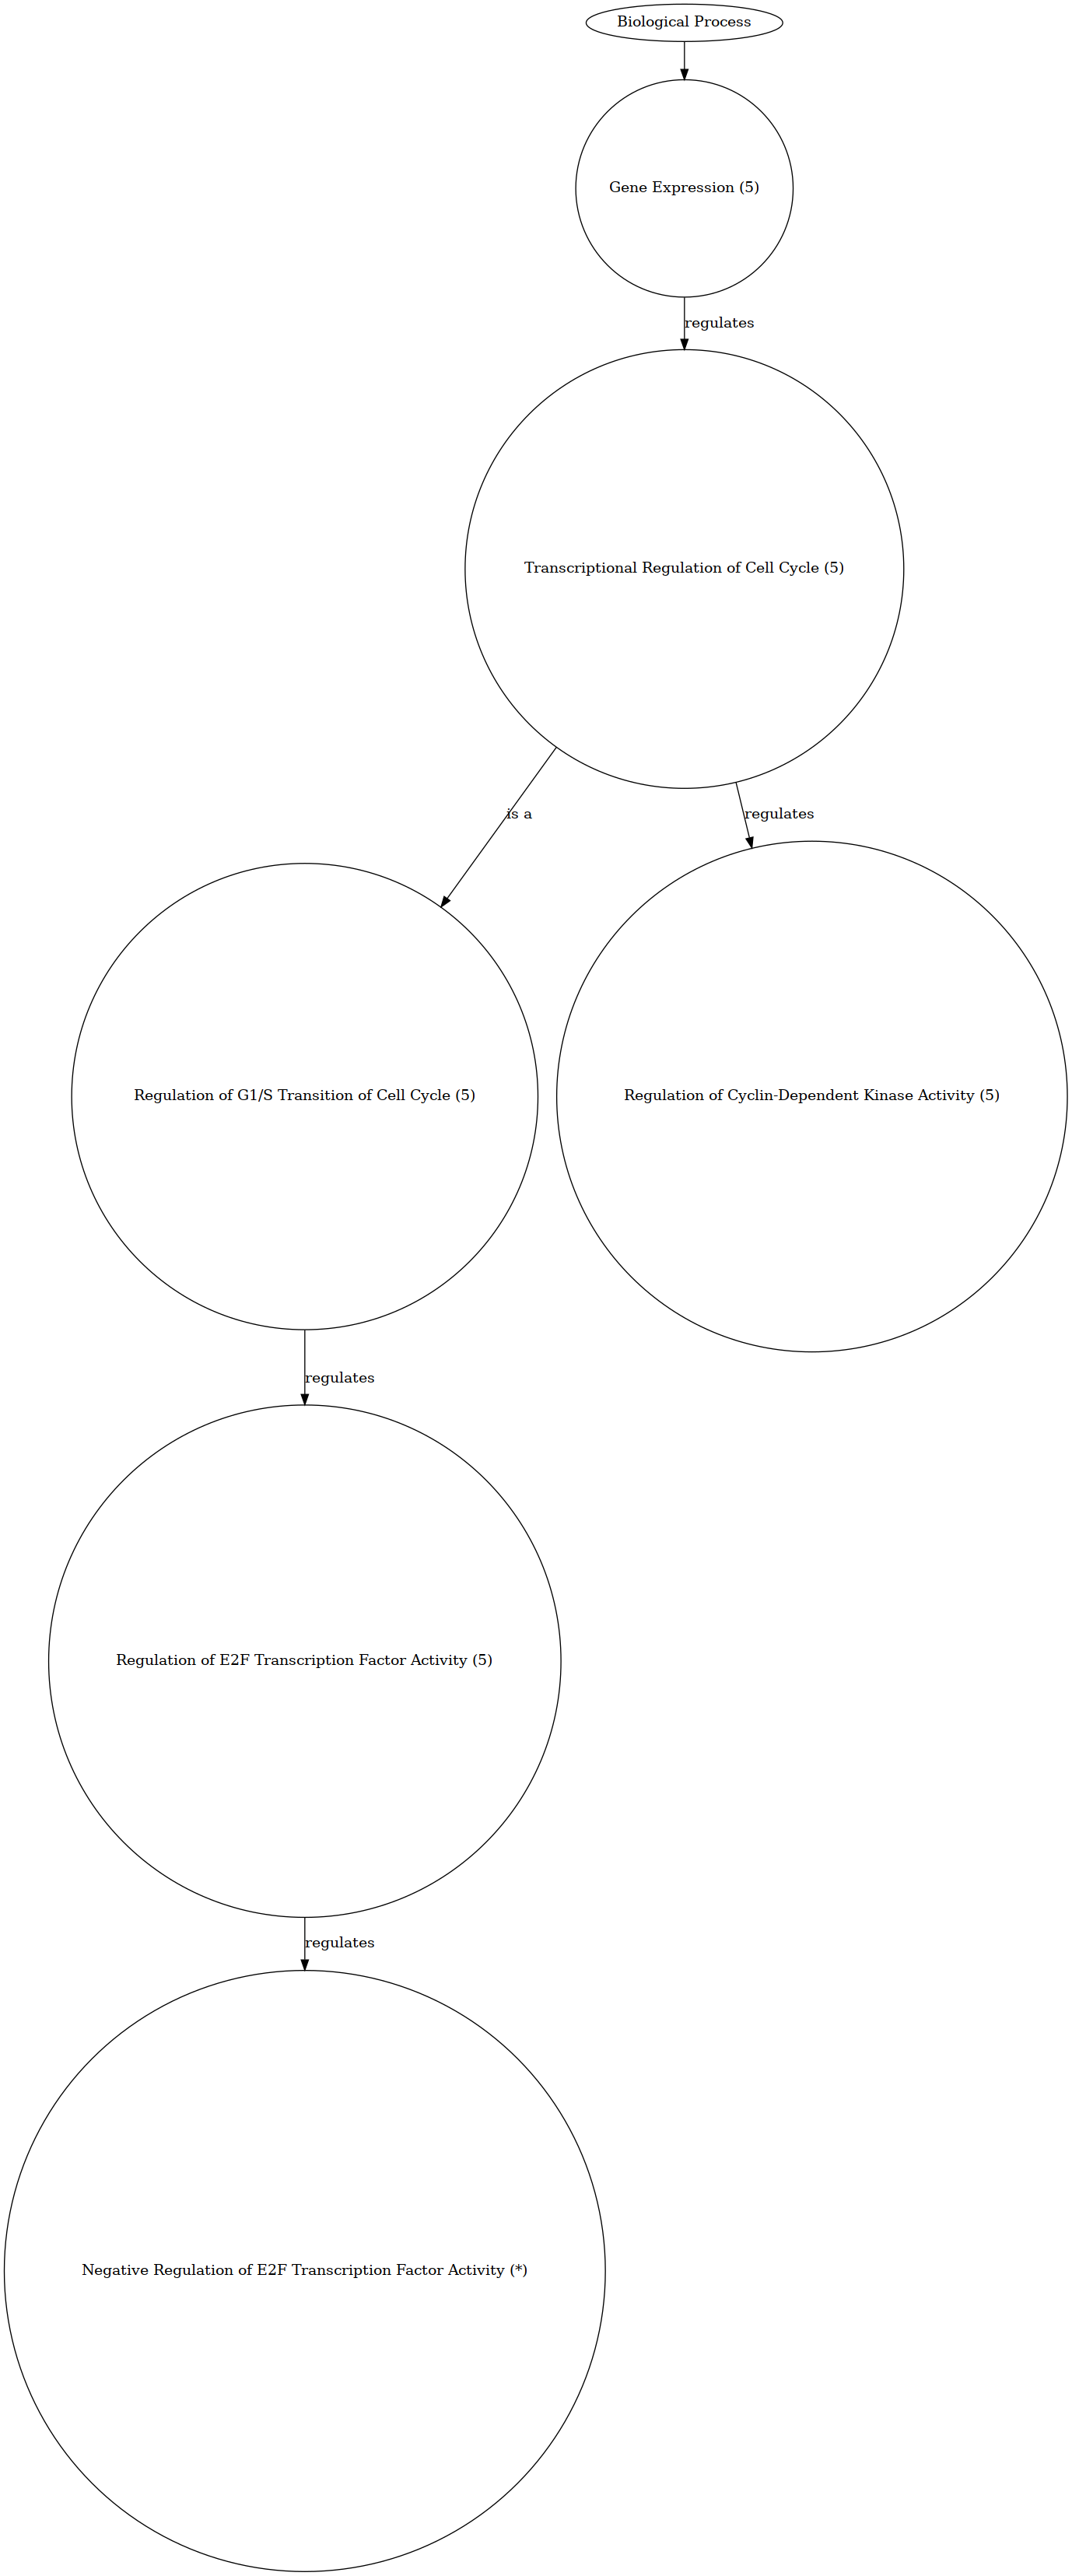 Biological Process
Gene Expression (5)
regulates
Transcriptional Regulation of Cell Cycle (5)
is a
regulates
Regulation of G1/S Transition of Cell Cycle (5)
Regulation of Cyclin-Dependent Kinase Activity (5)
regulates
Regulation of E2F Transcription Factor Activity (5)
regulates
Negative Regulation of E2F Transcription Factor Activity (*)